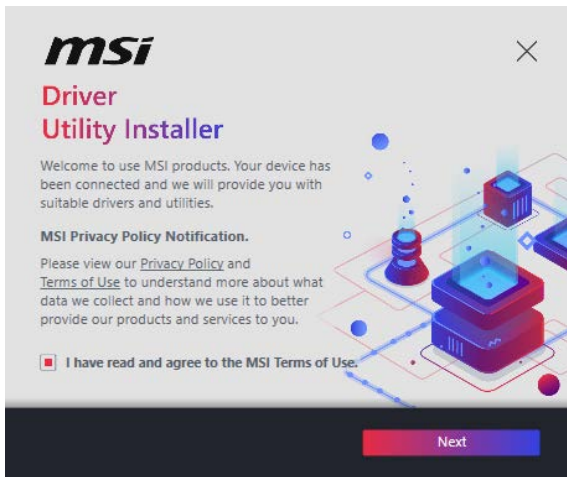 msi
Driver
Utility Installer
Welcome to use MSI products. Your device has
been connected and we will provide you with
suitable drivers and utilities.
MSI Privacy Policy Notification.
Please view our Privacy Policy and
Terms of Use to understand more about what
data we collect and how we use it to better
provide our products and services to you.
I have read and agree to the MSI Terms of Use.
Next